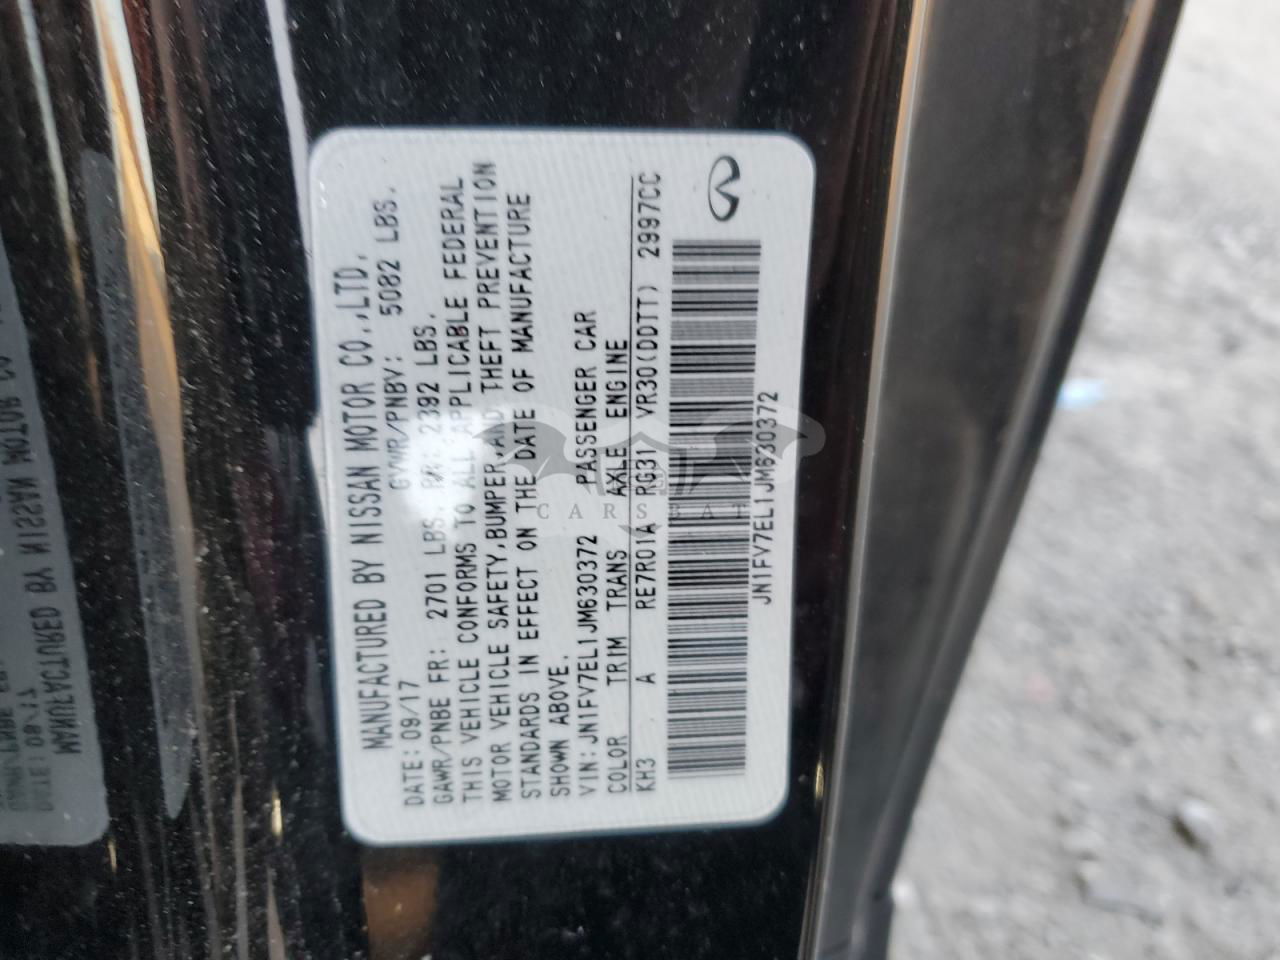 MANUFACTURED BY NISSAN MOTOR CO.,LTD.
DATE: 09/17 GVWR/PNBV: 5082 LBS.
GAWR/PNBE FR: 2701 LBS. RR: 2392 LBS.
THIS VEHICLE CONFORMS TO ALL APPLICABLE FEDERAL
MOTOR VEHICLE SAFETY,BUMPER,AND THEFT PREVENTION
STANDARDS IN EFFECT ON THE DATE OF MANUFACTURE
SHOWN ABOVE.
VIN:JN1FV7EL1JM630372 PASSENGER CAR
COLOR TRIM TRANS AXLE ENGINE
KH3 A RE7R01A RG31 VR30(DDTT) 2997CC
JN1FV7EL1JM630372
CARSBAT